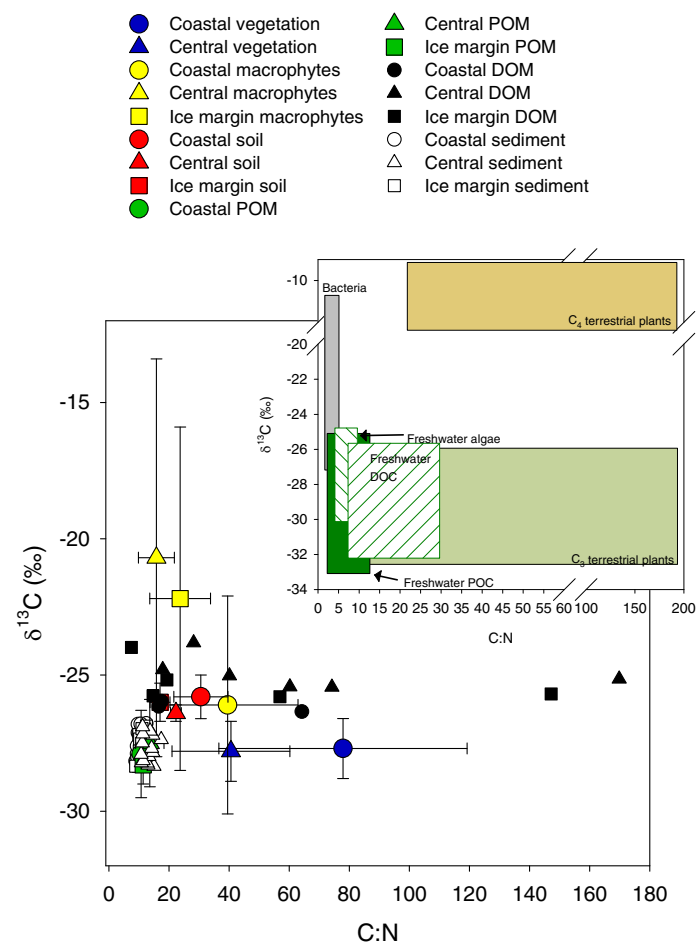 Coastal vegetation
Central vegetation
Coastal macrophytes
Central macrophytes
Ice margin macrophytes
Coastal soil
Central soil
Ice margin soil
Coastal POM
Central POM
Ice margin POM
Coastal DOM
Central DOM
Ice margin DOM
Coastal sediment
Central sediment
Ice margin sediment
-10
-20
-22
-24
-26
-28
-30
-32
-34
δ13C (‰)
Bacteria
C4 terrestrial plants
Freshwater algae
Freshwater
DOC
C3 terrestrial plants
Freshwater POC
0 5 10 15 20 25 30 35 40 45 50 55 60 100 150 200
C:N
-15
-20
-25
-30
δ13C (‰)
0 20 40 60 80 100 120 140 160 180
C:N